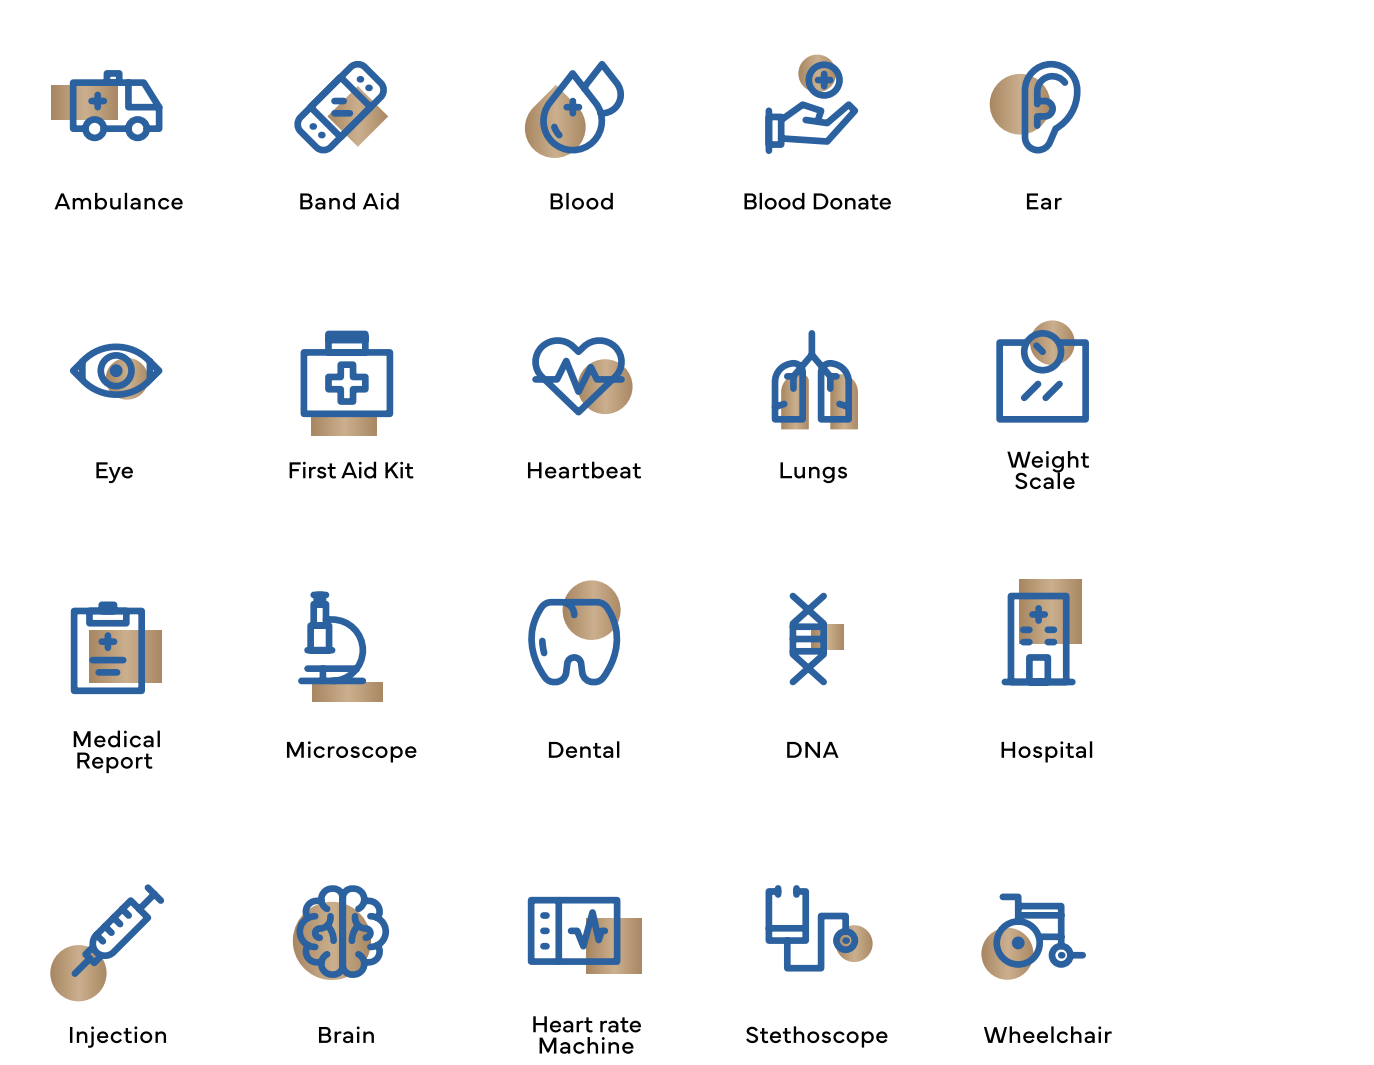 Ambulance
Band Aid
Blood
Blood Donate
Ear
Eye
First Aid Kit
Heartbeat
Lungs
Weight
Scale
Medical
Report
Microscope
Dental
DNA
Hospital
Injection
Brain
Heart rate
Machine
Stethoscope
Wheelchair